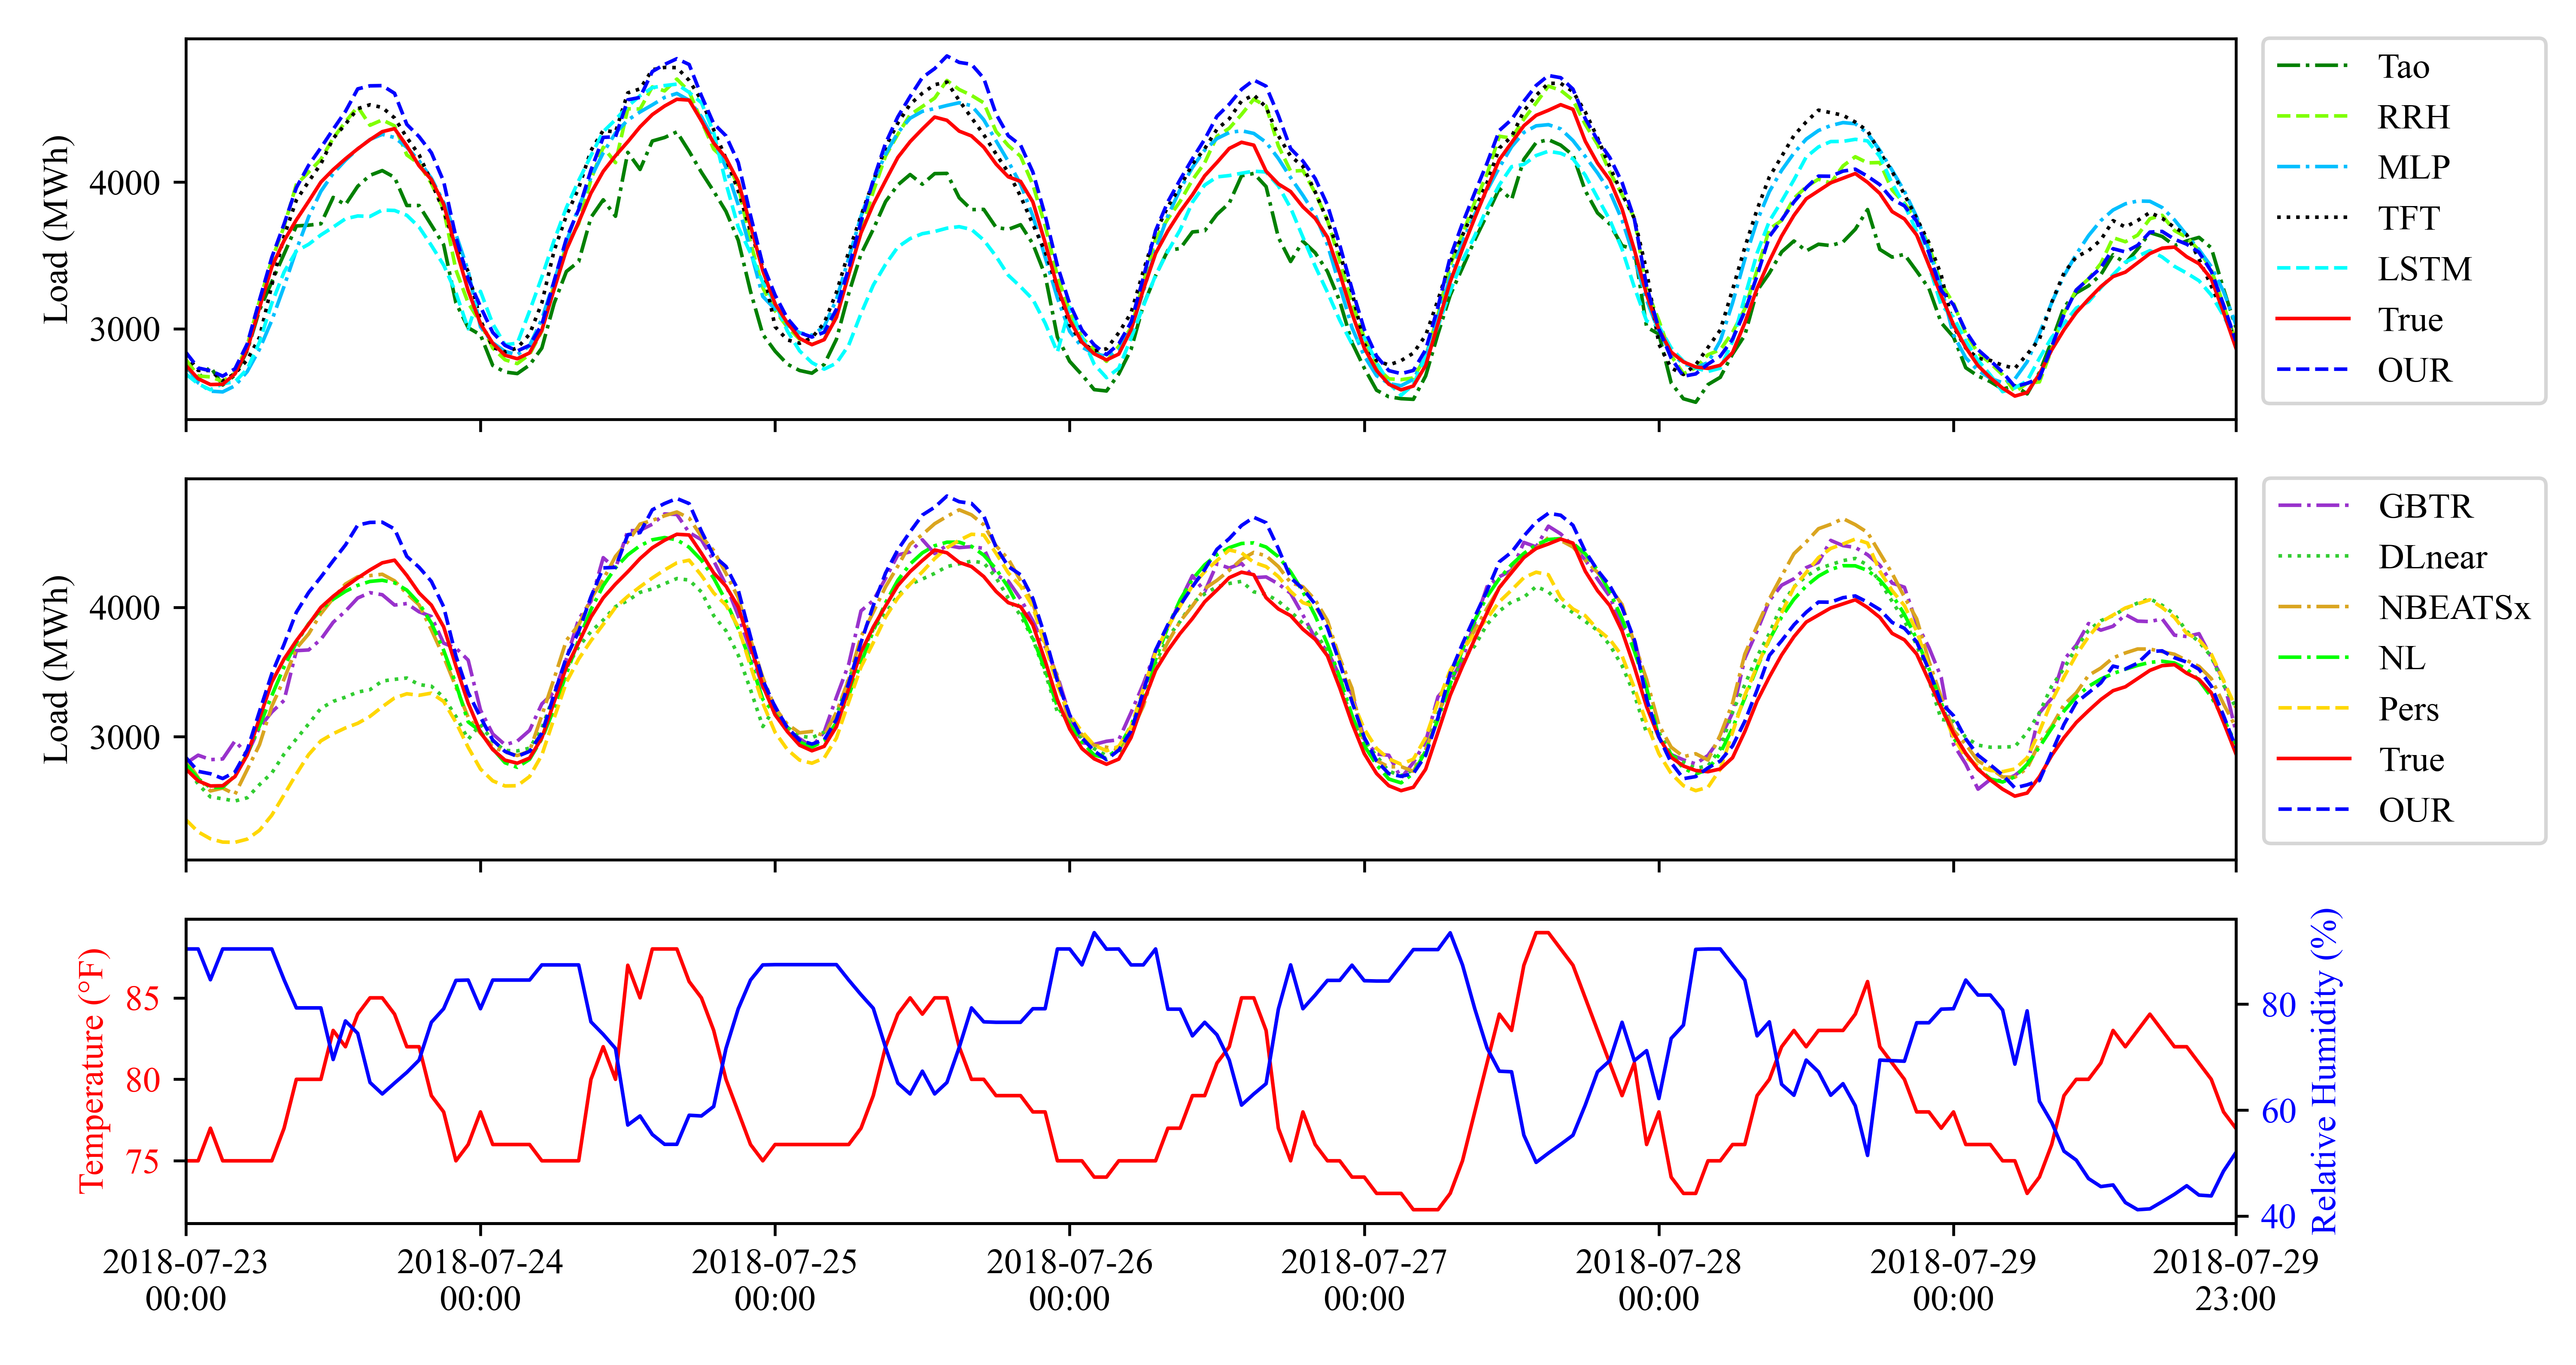 Load (MWh)
4000
3000
Tao
RRH
MLP
TFT
LSTM
True
OUR
Load (MWh)
4000
3000
GBTR
DLnear
NBEATSx
NL
Pers
True
OUR
Temperature (°F)
85
80
75
80
60
40
Relative Humidity (%)
2018-07-23 2018-07-24 2018-07-25 2018-07-26 2018-07-27 2018-07-28 2018-07-29 2018-07-29
00:00 00:00 00:00 00:00 00:00 00:00 00:00 23:00